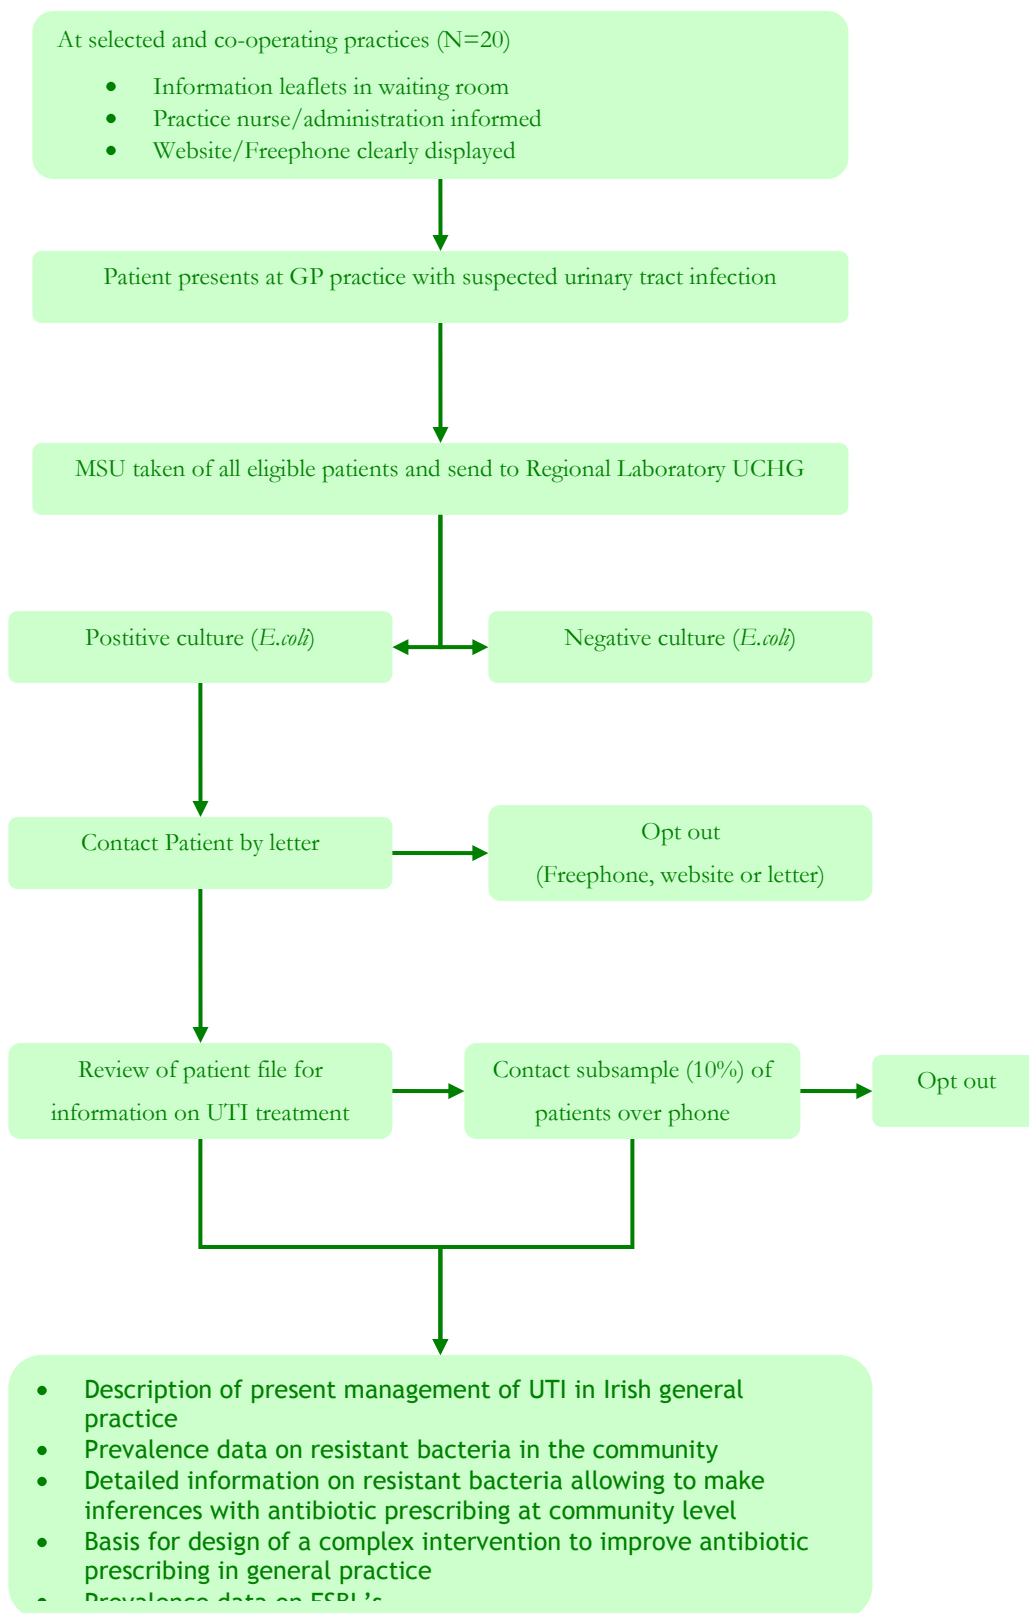 At selected and co-operating practices (N=20)
• Information leaflets in waiting room
• Practice nurse/administration informed
• Website/Freephone clearly displayed
Patient presents at GP practice with suspected urinary tract infection
MSU taken of all eligible patients and send to Regional Laboratory UCHG
Postitive culture (E.coli)
Negative culture (E.coli)
Contact Patient by letter
Opt out
(Freephone, website or letter)
Review of patient file for
information on UTI treatment
Contact subsample (10%) of
patients over phone
Opt out
• Description of present management of UTI in Irish general
practice
• Prevalence data on resistant bacteria in the community
• Detailed information on resistant bacteria allowing to make
inferences with antibiotic prescribing at community level
• Basis for design of a complex intervention to improve antibiotic
prescribing in general practice
• Prevalence data on ESBL's